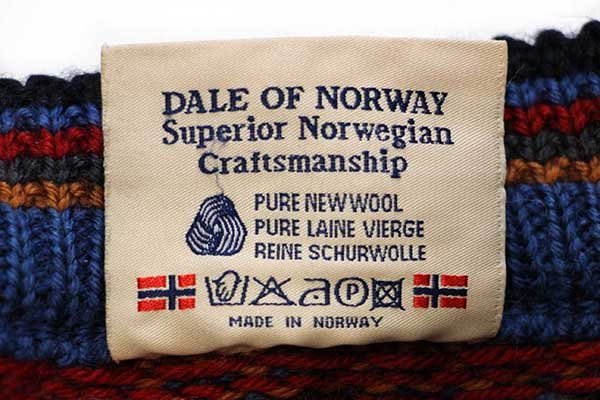 DALE OF NORWAY
Superior Norwegian
Craftsmanship
PURE NEW WOOL
PURE LAINE VIERGE
REINE SCHURWOLLE
P
MADE IN NORWAY